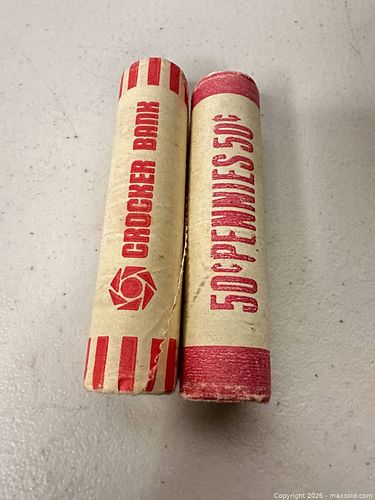 CROCKER BANK
50¢ PENNIES 50¢
Copyright 2026 - maxsold.com